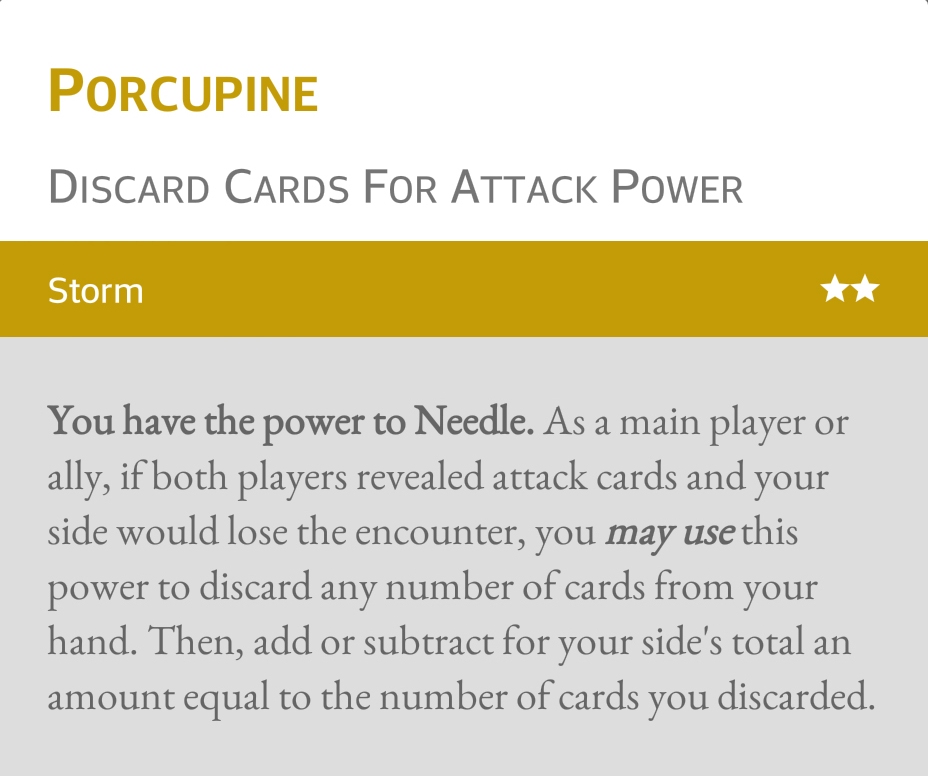 Porcupine
Discard Cards For Attack Power
Storm ★★
You have the power to Needle. As a main player or
ally, if both players revealed attack cards and your
side would lose the encounter, you may use this
power to discard any number of cards from your
hand. Then, add or subtract for your side's total an
amount equal to the number of cards you discarded.